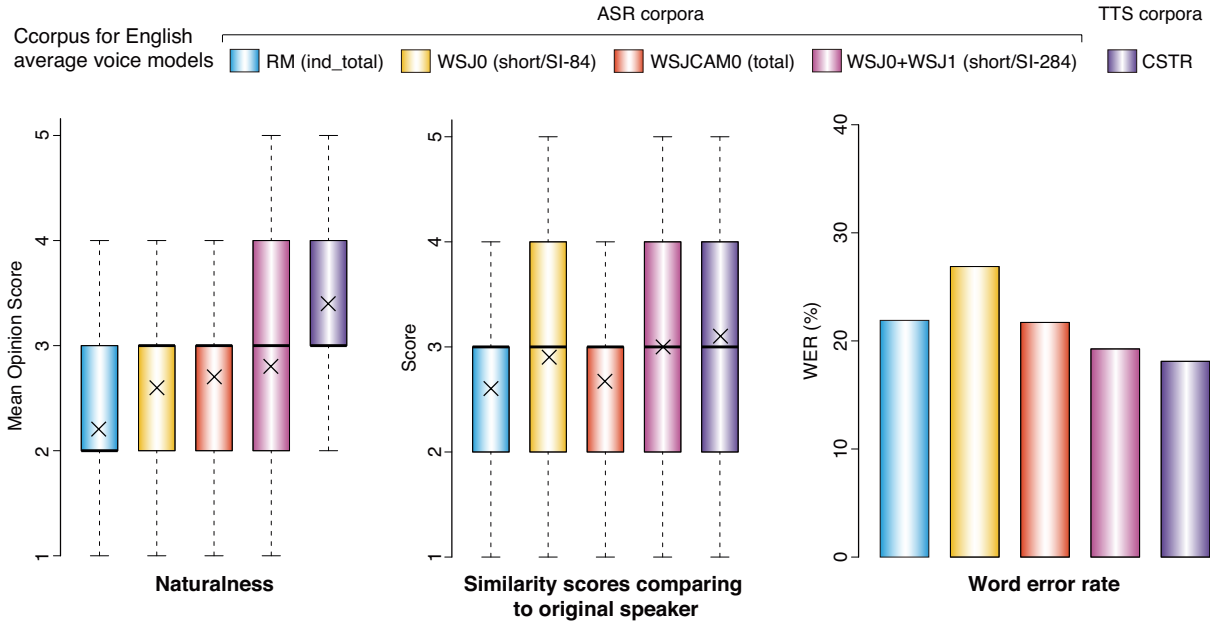 ASR corpora
TTS corpora
Ccorpus for English
average voice models
RM (ind_total)
WSJ0 (short/SI-84)
WSJCAM0 (total)
WSJ0+WSJ1 (short/SI-284)
CSTR
Mean Opinion Score
1
2
3
4
5
Naturalness
Score
1
2
3
4
5
Similarity scores comparing
to original speaker
WER (%)
0
10
20
30
40
Word error rate